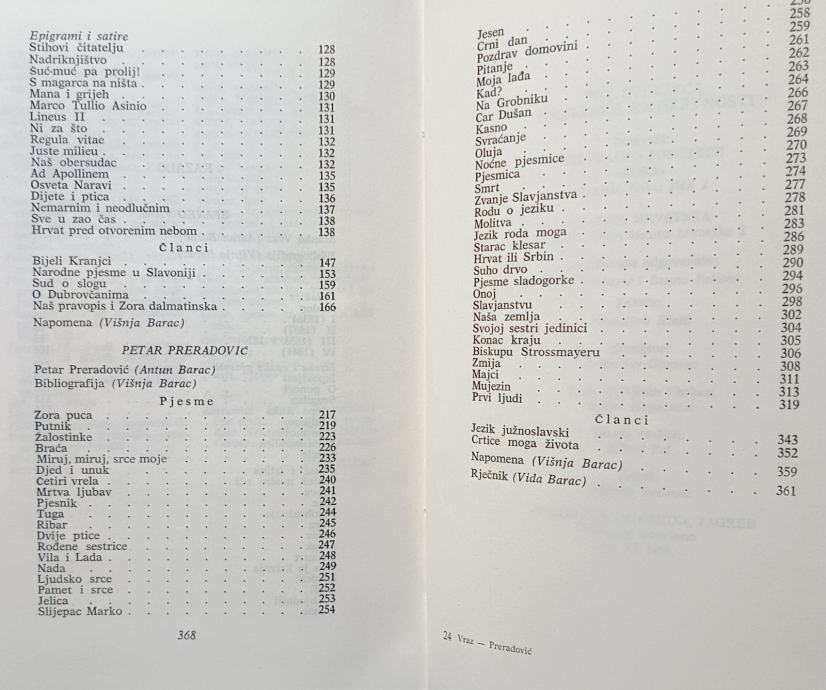 Epigrami i satire
Stihovi čitatelju . . . . . . . . 128
Nadriknjištvo . . . . . . . . 128
Šuć-muć pa prolij! . . . . . . . 129
S magarca na ništa . . . . . . . 129
Mana i grijeh . . . . . . . . 130
Marco Tullio Asinio . . . . . . . 131
Lineus II . . . . . . . . . 131
Ni za što . . . . . . . . . 131
Regula vitae . . . . . . . . 132
Juste milieu . . . . . . . . 132
Naš obersudac . . . . . . . . 132
Ad Apollinem . . . . . . . . 135
Osveta Naravi . . . . . . . . 135
Dijete i ptica . . . . . . . . 136
Nemarnim i neodlučnim . . . . . . 137
Sve u zao čas . . . . . . . . 138
Hrvat pred otvorenim nebom . . . . . 138
Članci
Bijeli Kranjci . . . . . . . . 147
Narodne pjesme u Slavoniji . . . . . 153
Sud o slogu . . . . . . . . 159
O Dubrovčanima . . . . . . . . 161
Naš pravopis i Zora dalmatinska . . . . 166
Napomena (Višnja Barac)
PETAR PRERADOVIĆ
Petar Preradović (Antun Barac)
Bibliografija (Višnja Barac)
Pjesme
Zora puca . . . . . . . . . 217
Putnik . . . . . . . . . 219
Žalostinke . . . . . . . . 223
Braća . . . . . . . . . 226
Miruj, miruj, srce moje . . . . . . 233
Djed i unuk . . . . . . . . 235
Četiri vrela . . . . . . . . 240
Mrtva ljubav . . . . . . . . 241
Pjesnik . . . . . . . . . 242
Tuga . . . . . . . . . 244
Ribar . . . . . . . . . 245
Dvije ptice . . . . . . . . 246
Rođene sestrice . . . . . . . 247
Vila i Lada . . . . . . . . 248
Nada . . . . . . . . . 249
Ljudsko srce . . . . . . . . 251
Pamet i srce . . . . . . . . 252
Jelica . . . . . . . . . 253
Slijepac Marko . . . . . . . . 254
368
Jesen
Crni dan . . . . . . . . 258
Pozdrav domovini . . . . . . . 259
Pitanje . . . . . . . . . 261
Moja lađa . . . . . . . . 262
Kad? . . . . . . . . . 263
Na Grobniku . . . . . . . . 264
Car Dušan . . . . . . . . 266
Kasno . . . . . . . . . 267
Svraćanje . . . . . . . . 268
Oluja . . . . . . . . . 269
Noćne pjesmice . . . . . . . 270
Pjesmica . . . . . . . . 273
Smrt . . . . . . . . . 274
Zvanje Slavjanstva . . . . . . . 277
Rodu o jeziku . . . . . . . . 278
Molitva . . . . . . . . . 281
Jezik roda moga . . . . . . . 283
Starac klesar . . . . . . . . 286
Hrvat ili Srbin . . . . . . . . 289
Suho drvo . . . . . . . . 290
Pjesme sladogorke . . . . . . . 294
Onoj . . . . . . . . . 296
Slavjanstvu . . . . . . . . 298
Naša zemlja . . . . . . . . 302
Svojoj sestri jedinici . . . . . . . 304
Konac kraju . . . . . . . . 305
Biskupu Strossmayeru . . . . . . 306
Zmija . . . . . . . . . 308
Majci . . . . . . . . . 311
Mujezin . . . . . . . . . 313
Prvi ljudi . . . . . . . . 319
Članci
Jezik južnoslavski . . . . . . . 343
Crtice moga života . . . . . . . 352
Napomena (Višnja Barac) . . . . . . 359
Rječnik (Vida Barac) . . . . . . . 361
24 Vraz — Preradović